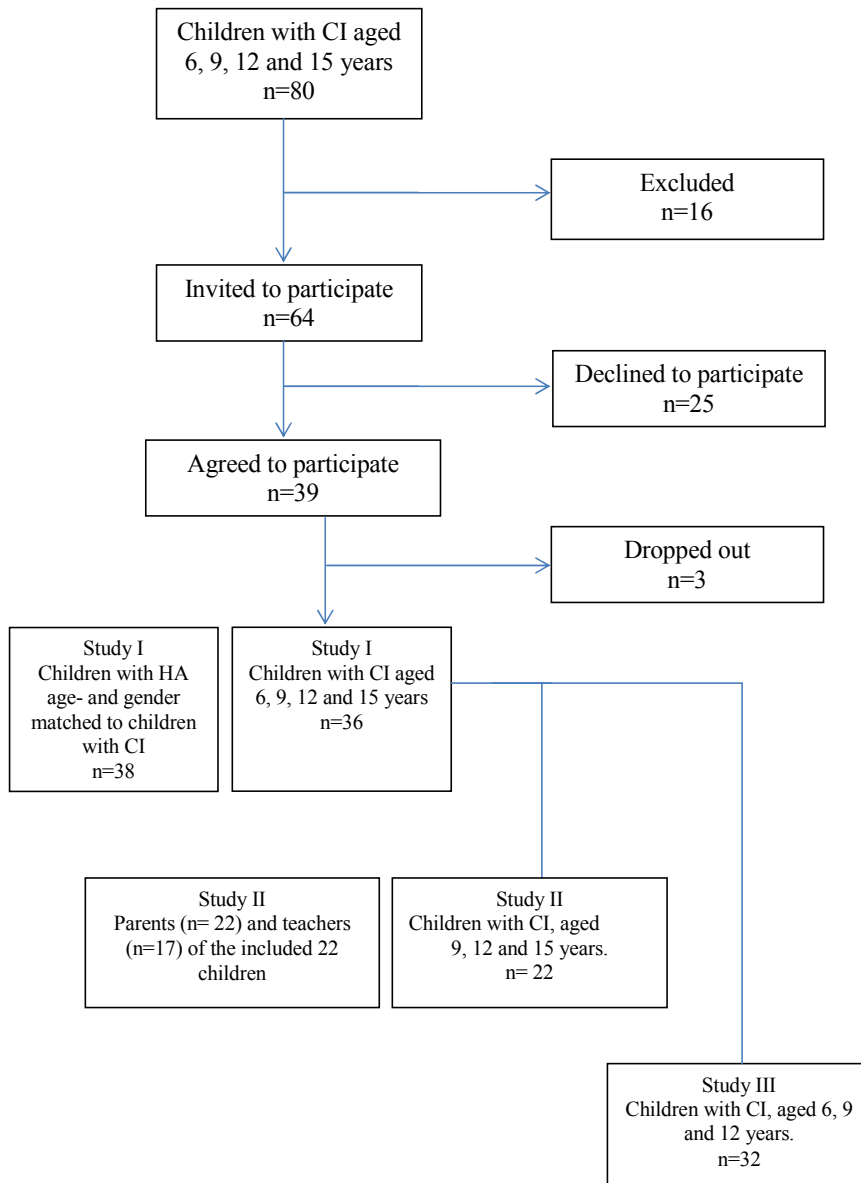 Children with CI aged
6, 9, 12 and 15 years
n=80
Excluded
n=16
Invited to participate
n=64
Declined to participate
n=25
Agreed to participate
n=39
Dropped out
n=3
Study I
Children with HA
age- and gender
matched to children
with CI
n=38
Study I
Children with CI aged
6, 9, 12 and 15 years
n=36
Study II
Parents (n= 22) and teachers
(n=17) of the included 22
children
Study II
Children with CI, aged
9, 12 and 15 years.
n= 22
Study III
Children with CI, aged 6, 9
and 12 years.
n=32